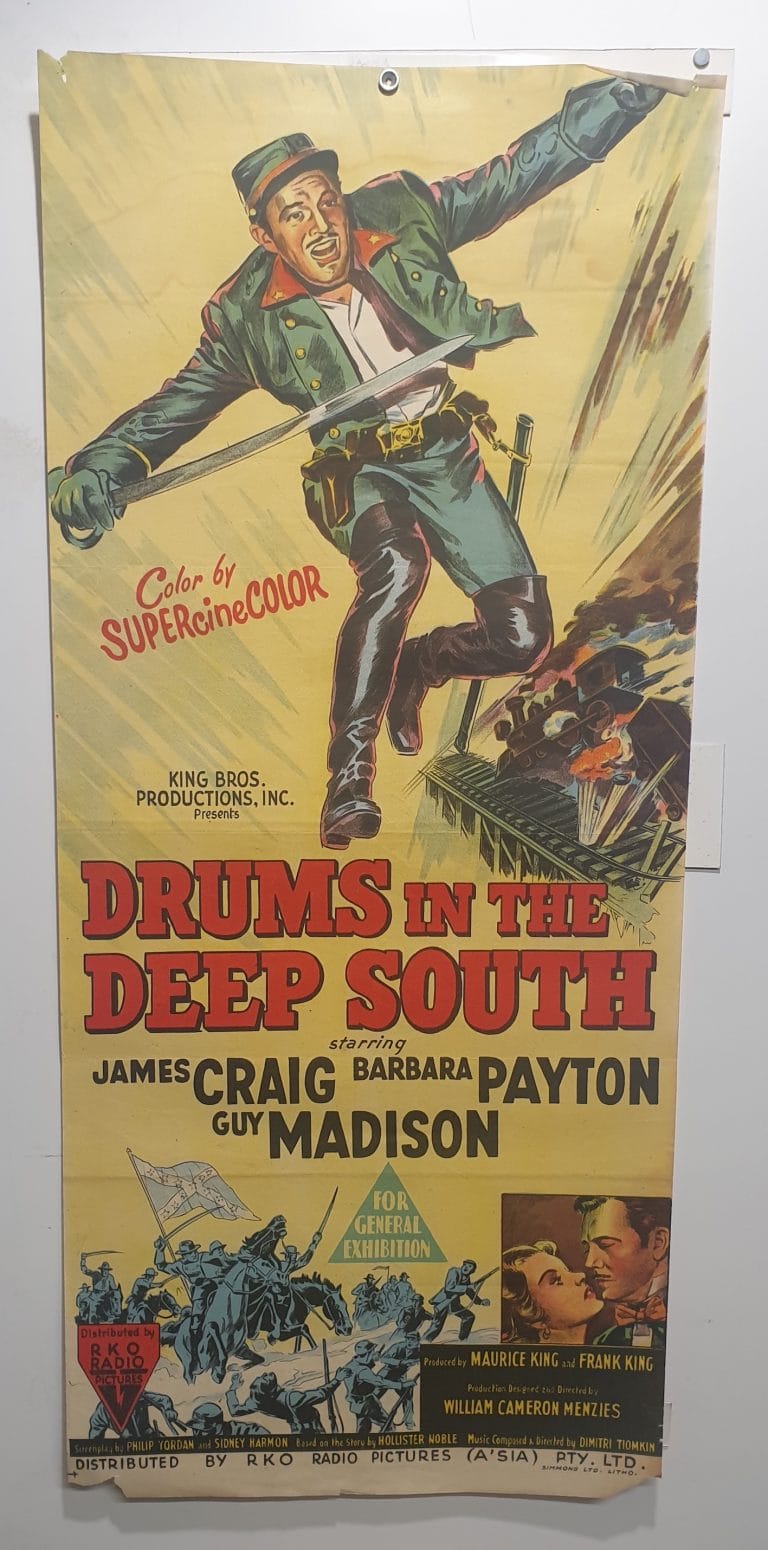 Color by
SUPERcineCOLOR
KING BROS.
PRODUCTIONS, INC.
Presents
DRUMS IN THE
DEEP SOUTH
starring
JAMES CRAIG BARBARA PAYTON
GUY MADISON
FOR
GENERAL
EXHIBITION
Distributed by
RKO
RADIO
PICTURES
Produced by MAURICE KING and FRANK KING
Production Designed and Directed by
WILLIAM CAMERON MENZIES
Screenplay by PHILIP YORDAN and SIDNEY HARMON Based on the Story by HOLLISTER NOBLE Music Composed & Directed by DIMITRI TIOMKIN
DISTRIBUTED BY RKO RADIO PICTURES (A'SIA) PTY. LTD.
SIMMONS LTD. LITHO.